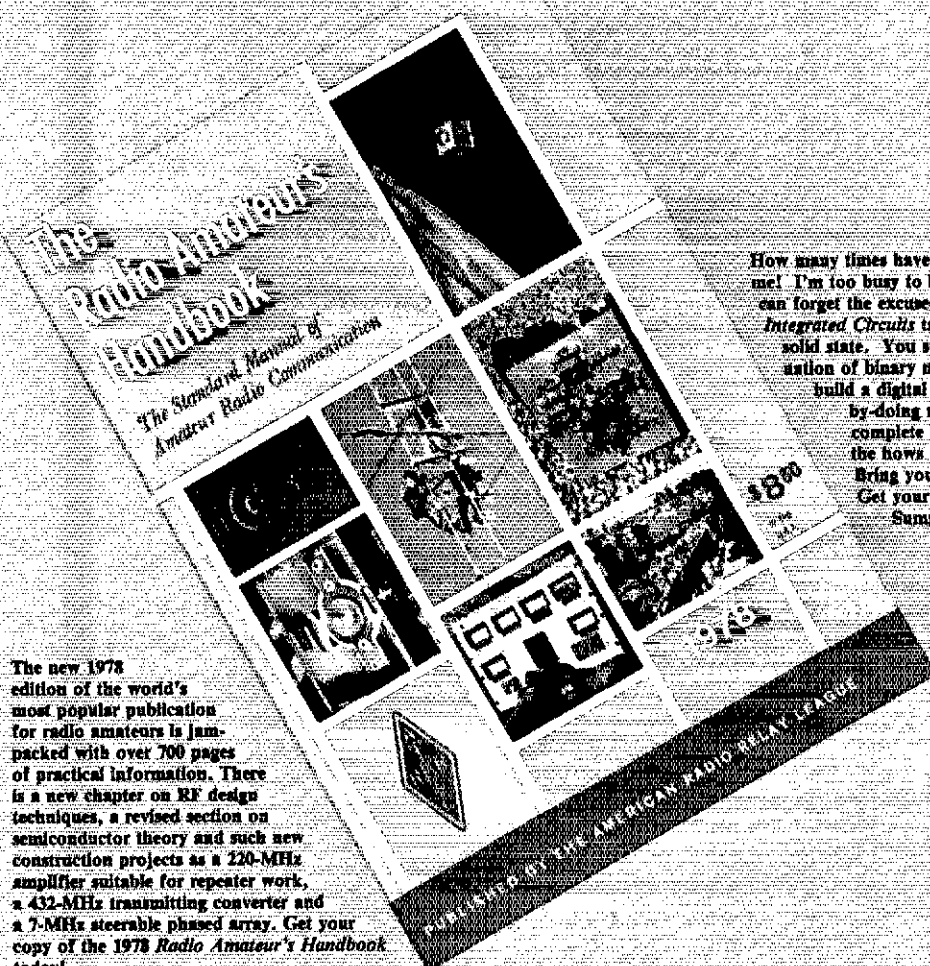 The
Radio Amateur's
Handbook
The Standard Manual of
Amateur Radio Communication
$8.50
1978
PUBLISHED BY THE AMERICAN RADIO RELAY LEAGUE
How many times have
me! I'm too busy to
can forget the excuse
Integrated Circuits
solid state. You
of binary
build a digital
by-doing
complete
the hows
Bring you
Get your
The new 1978
edition of the world's
most popular publication
for radio amateurs is jam-
packed with over 700 pages
of practical information. There
is a new chapter on RF design
techniques, a revised section on
semiconductor theory and such new
construction projects as a 220-MHz
amplifier suitable for repeater work,
a 432-MHz transmitting converter and
a 7-MHz steerable phased array. Get your
copy of the 1978 Radio Amateur's Handbook
today!